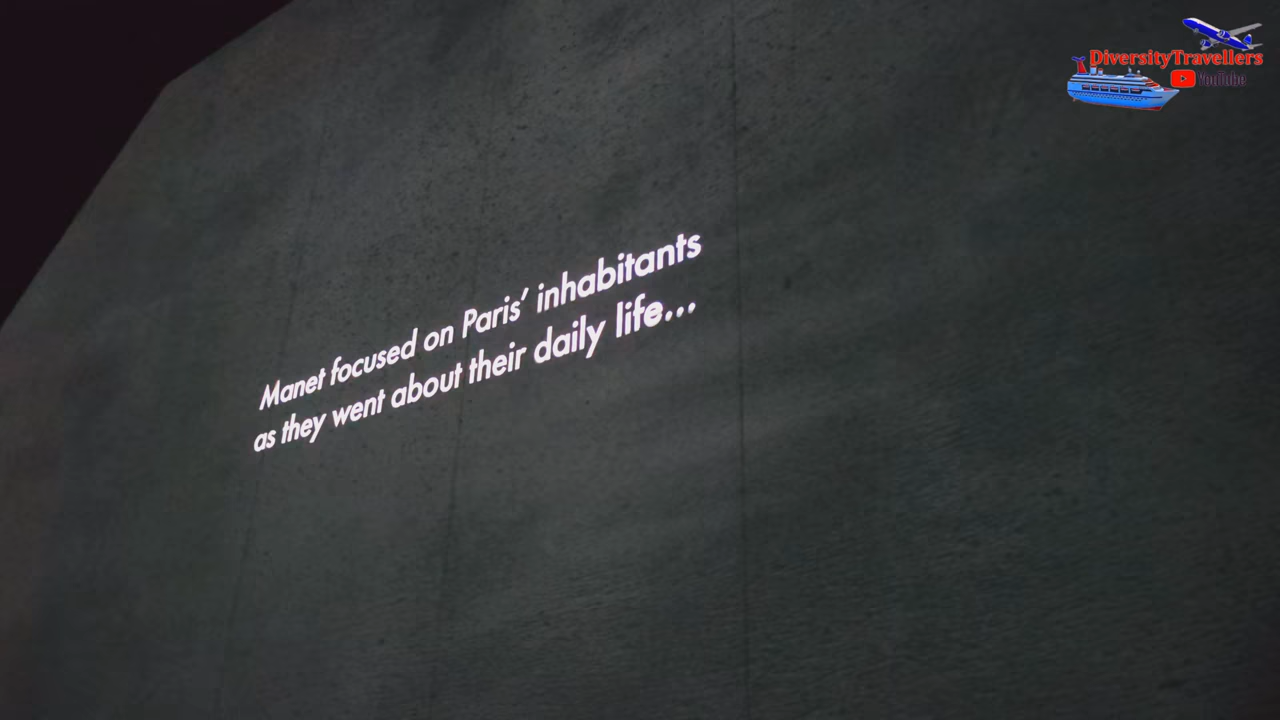 DiversityTravellers
YouTube
Manet focused on Paris’ inhabitants
as they went about their daily life...